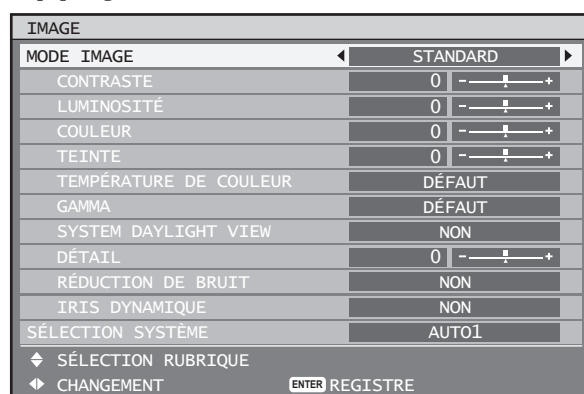 IMAGE
MODE IMAGE STANDARD
CONTRASTE 0 - +
LUMINOSITÉ 0 - +
COULEUR 0 - +
TEINTE 0 - +
TEMPÉRATURE DE COULEUR DÉFAUT
GAMMA DÉFAUT
SYSTEM DAYLIGHT VIEW NON
DÉTAIL 0 - +
RÉDUCTION DE BRUIT NON
IRIS DYNAMIQUE NON
SÉLECTION SYSTÈME AUTO1
SÉLECTION RUBRIQUE
CHANGEMENT ENTER REGISTRE